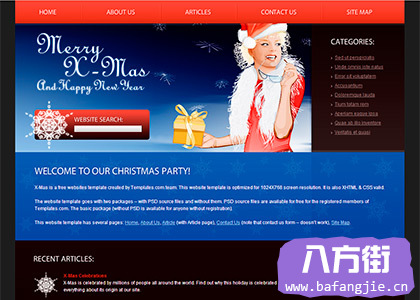 HOME ABOUT US ARTICLES CONTACT US SITE MAP
Merry
X-Mas
And Happy New Year
WEBSITE SEARCH:
CATEGORIES:
Sed ut perspiciatis
Unde omnis iste natus
Error sit voluptatem
Accusantium
Doloremque lauda
Totam rem
Aperiam eaque ipsa
Quae ab illo inventore
Veritatis et quasi
WELCOME TO OUR CHRISTMAS PARTY!
X-Mas is a free websites template created by Templates.com team. This website template is optimized for 1024X768 screen resolution. It is also XHTML & CSS valid.
The website template goes with two packages – with PSD source files and without them. PSD source files are available for free for the registered members of
Templates.com. The basic package (without PSD is available for anyone without registration).
This website template has several pages: Home, About Us, Article (with Article page), Contact Us (note that contact us form – doesn't work), Site Map.
RECENT ARTICLES:
X-Mas Celebrations
X-Mas is celebrated by millions of people all around the world. Find out why this holiday is celebrated
everything about its origin at our site.
八方街
www.bafangjie.cn